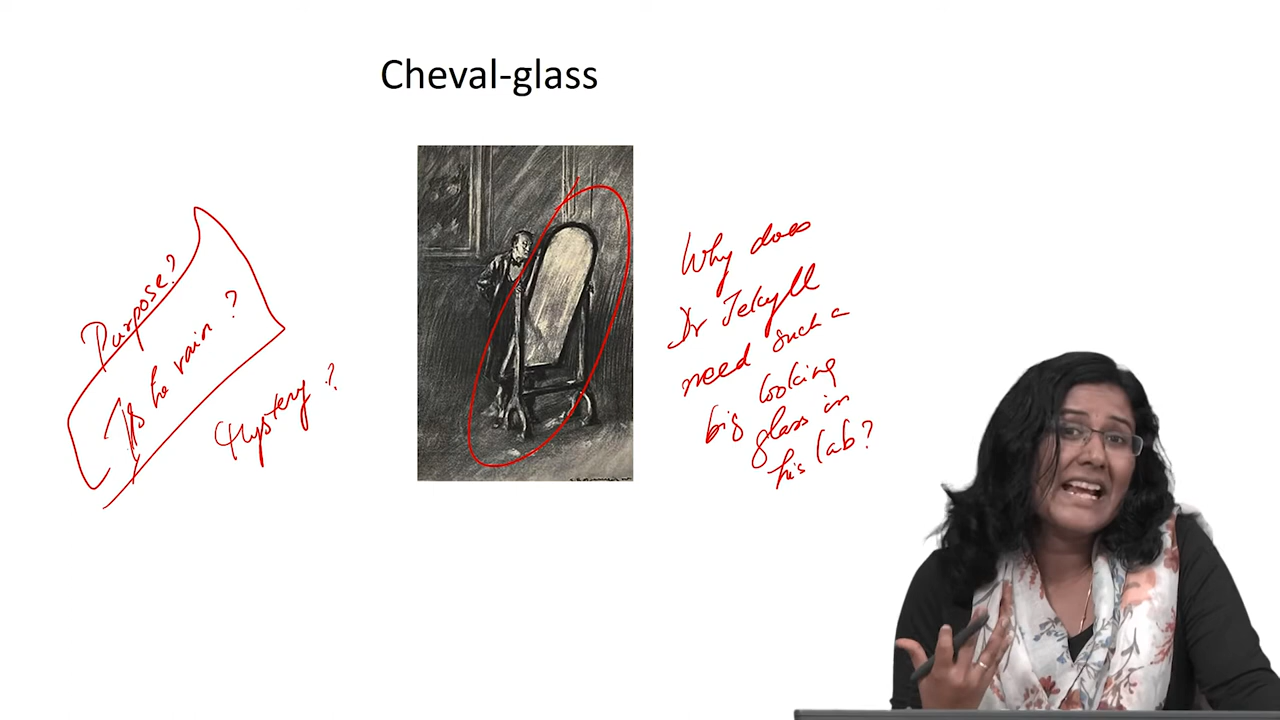 Cheval-glass
Purpose?
Is he vain?
Mystery?
Why does
Dr Jekyll
need such a
big looking
glass in
his lab?